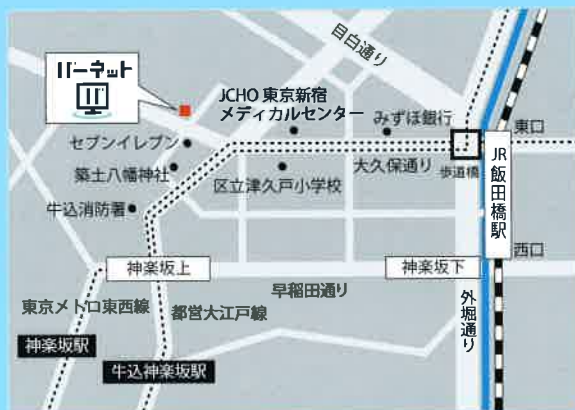 目白通り
バーネット
JCHO 東京新宿
メディカルセンター
みずほ銀行
東口
セブンイレブン
大久保通り
歩道橋
JR飯田橋駅
築土八幡神社
区立津久戸小学校
牛込消防署
西口
神楽坂上
神楽坂下
早稲田通り
東京メトロ東西線
都営大江戸線
外堀通り
神楽坂駅
牛込神楽坂駅